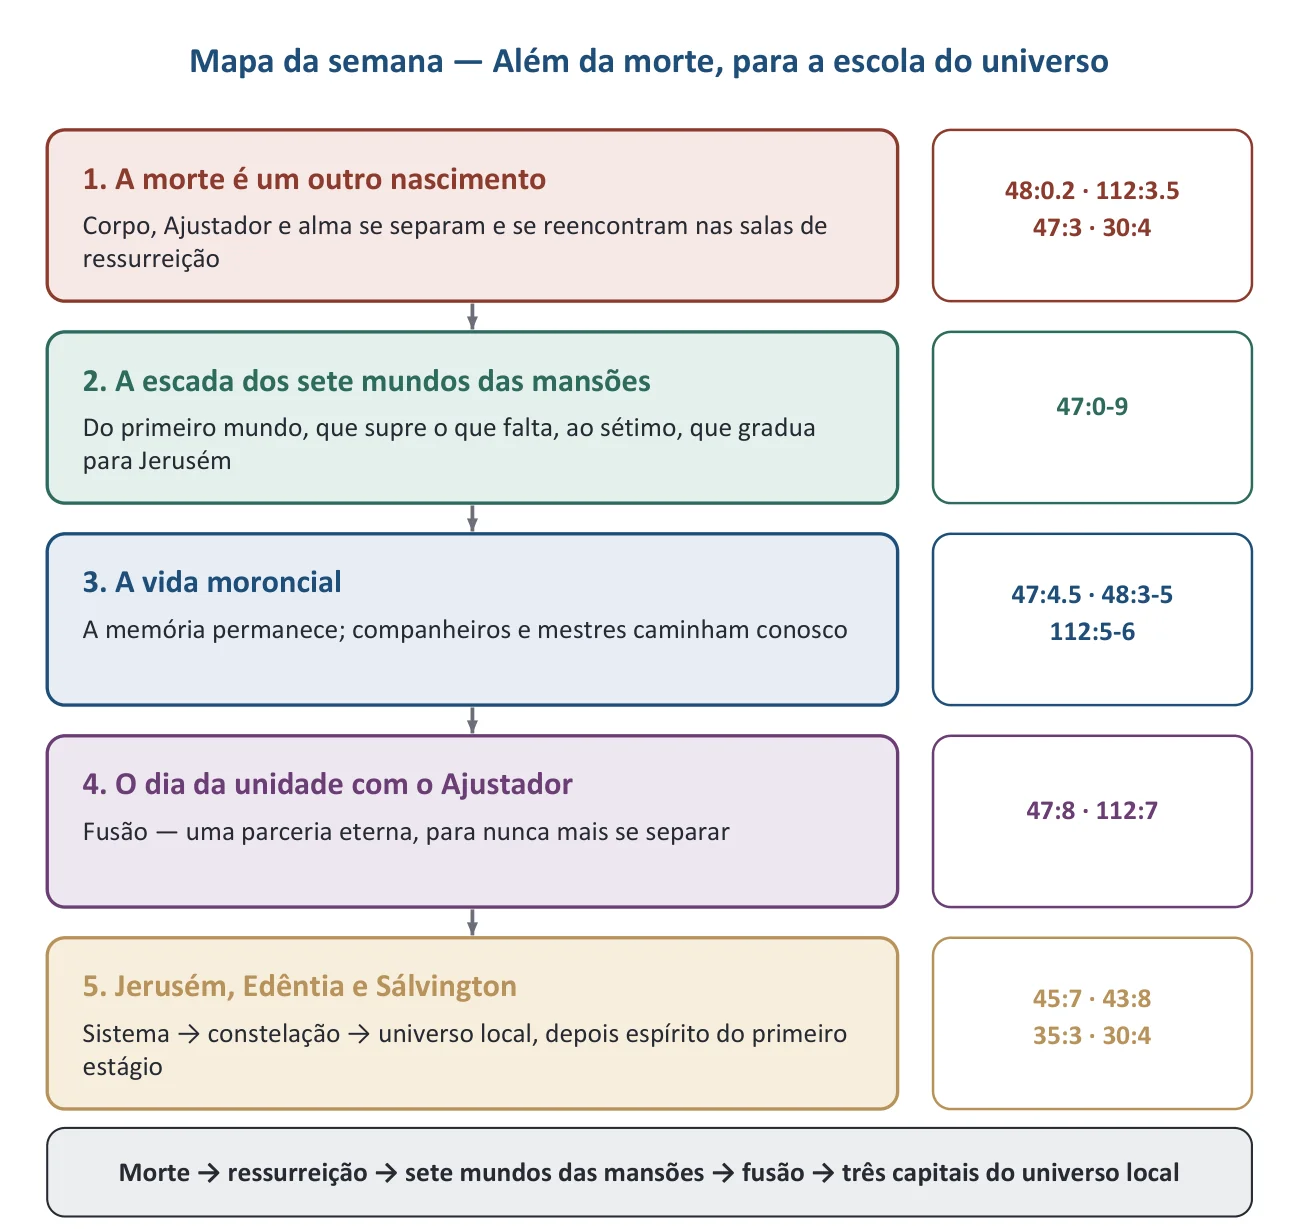 Mapa da semana — Além da morte, para a escola do universo
1. A morte é um outro nascimento
Corpo, Ajustador e alma se separam e se reencontram nas salas de
ressurreição
48:0.2 · 112:3.5
47:3 · 30:4
2. A escada dos sete mundos das mansões
Do primeiro mundo, que supre o que falta, ao sétimo, que gradua
para Jerusém
47:0-9
3. A vida moroncial
A memória permanece; companheiros e mestres caminham conosco
47:4.5 · 48:3-5
112:5-6
4. O dia da unidade com o Ajustador
Fusão — uma parceria eterna, para nunca mais se separar
47:8 · 112:7
5. Jerusém, Edêntia e Sálvington
Sistema → constelação → universo local, depois espírito do primeiro
estágio
45:7 · 43:8
35:3 · 30:4
Morte → ressurreição → sete mundos das mansões → fusão → três capitais do universo local